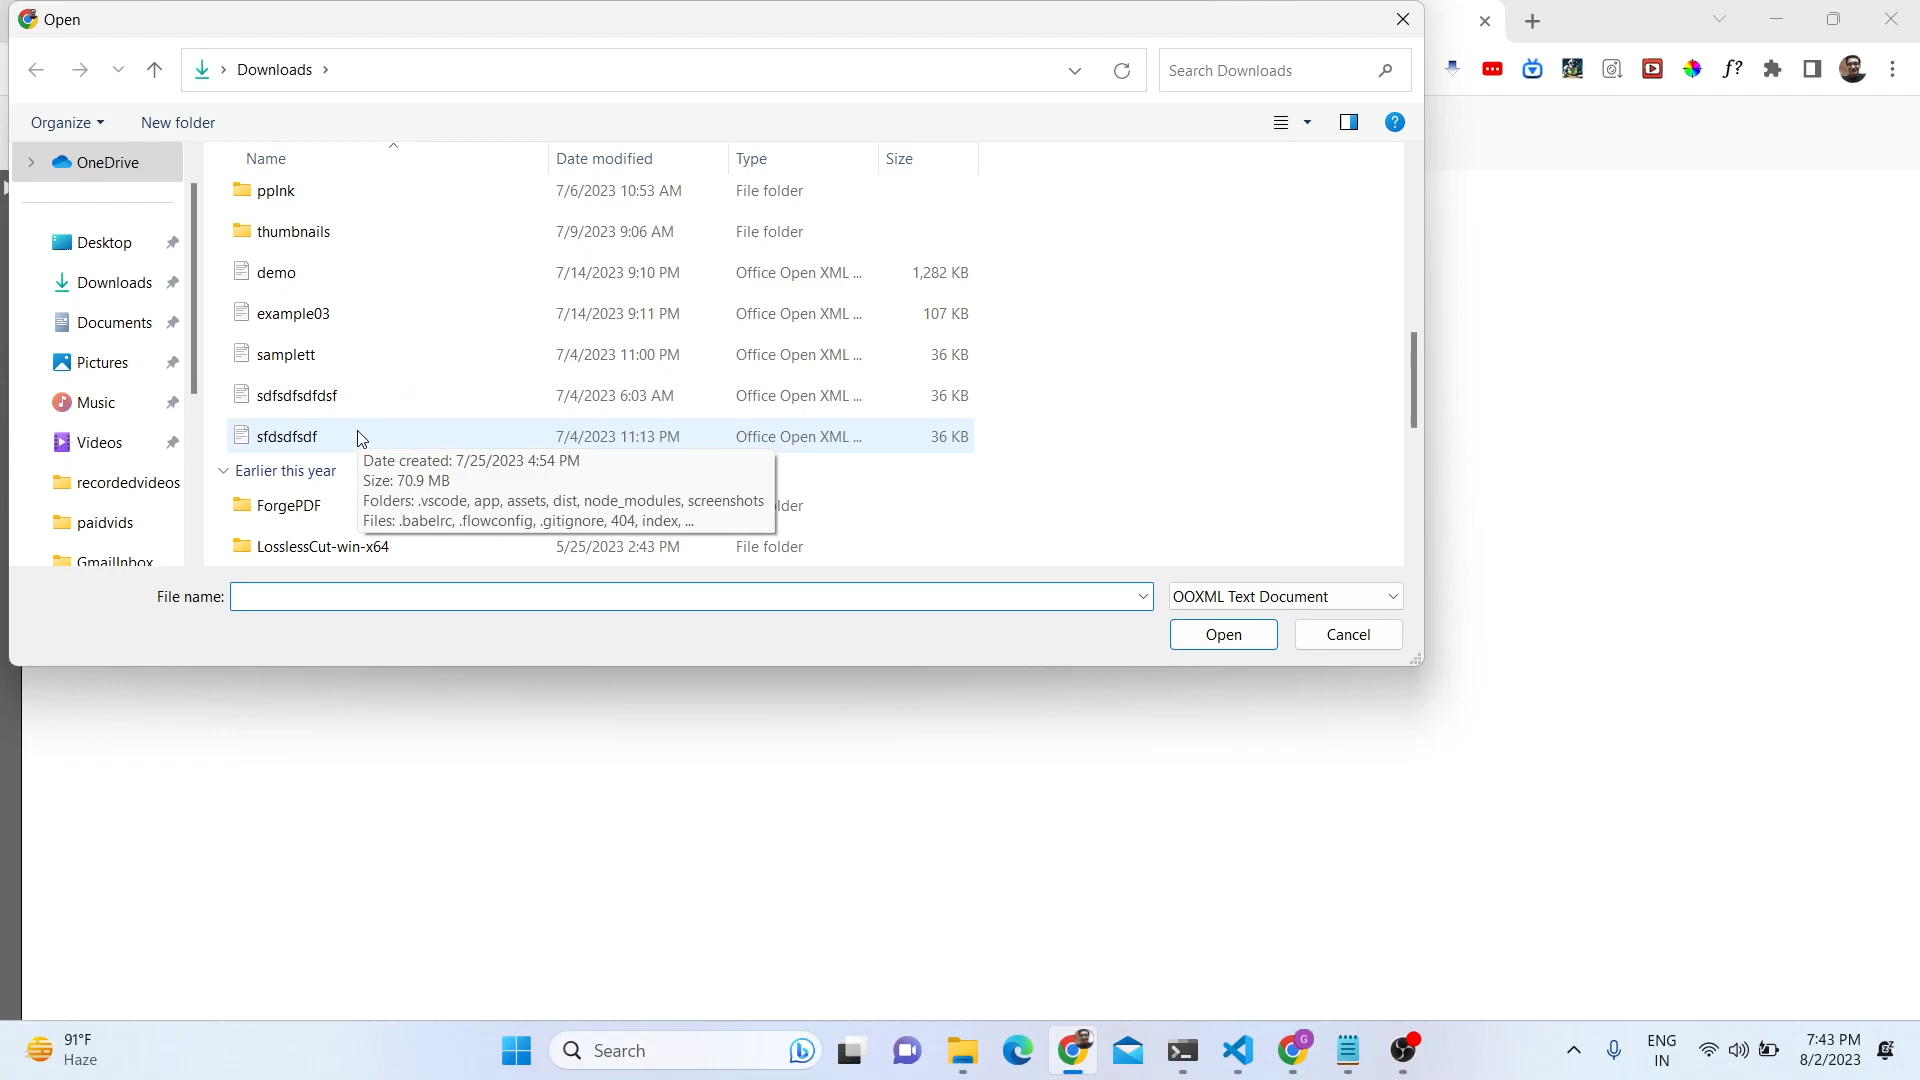 Open
Downloads
Search Downloads
Organize
New folder
f?
OneDrive
Desktop
Downloads
Documents
Pictures
Music
Videos
recordedvideos
paidvids
GmailInbox
Name Date modified Type Size
ppInk 7/6/2023 10:53 AM File folder
thumbnails 7/9/2023 9:06 AM File folder
demo 7/14/2023 9:10 PM Office Open XML ... 1,282 KB
example03 7/14/2023 9:11 PM Office Open XML ... 107 KB
samplett 7/4/2023 11:00 PM Office Open XML ... 36 KB
sdfsdfsdfdsf 7/4/2023 6:03 AM Office Open XML ... 36 KB
sfdsdfsdf 7/4/2023 11:13 PM Office Open XML ... 36 KB
Earlier this year
Date created: 7/25/2023 4:54 PM
Size: 70.9 MB
Folders: .vscode, app, assets, dist, node_modules, screenshots
Files: .babelrc, .flowconfig, .gitignore, 404, index, ...
ForgePDF
LosslessCut-win-x64 5/25/2023 2:43 PM File folder
File name:
OOXML Text Document
Open
Cancel
91°F
Haze
Search
G
ENG
IN
7:43 PM
8/2/2023